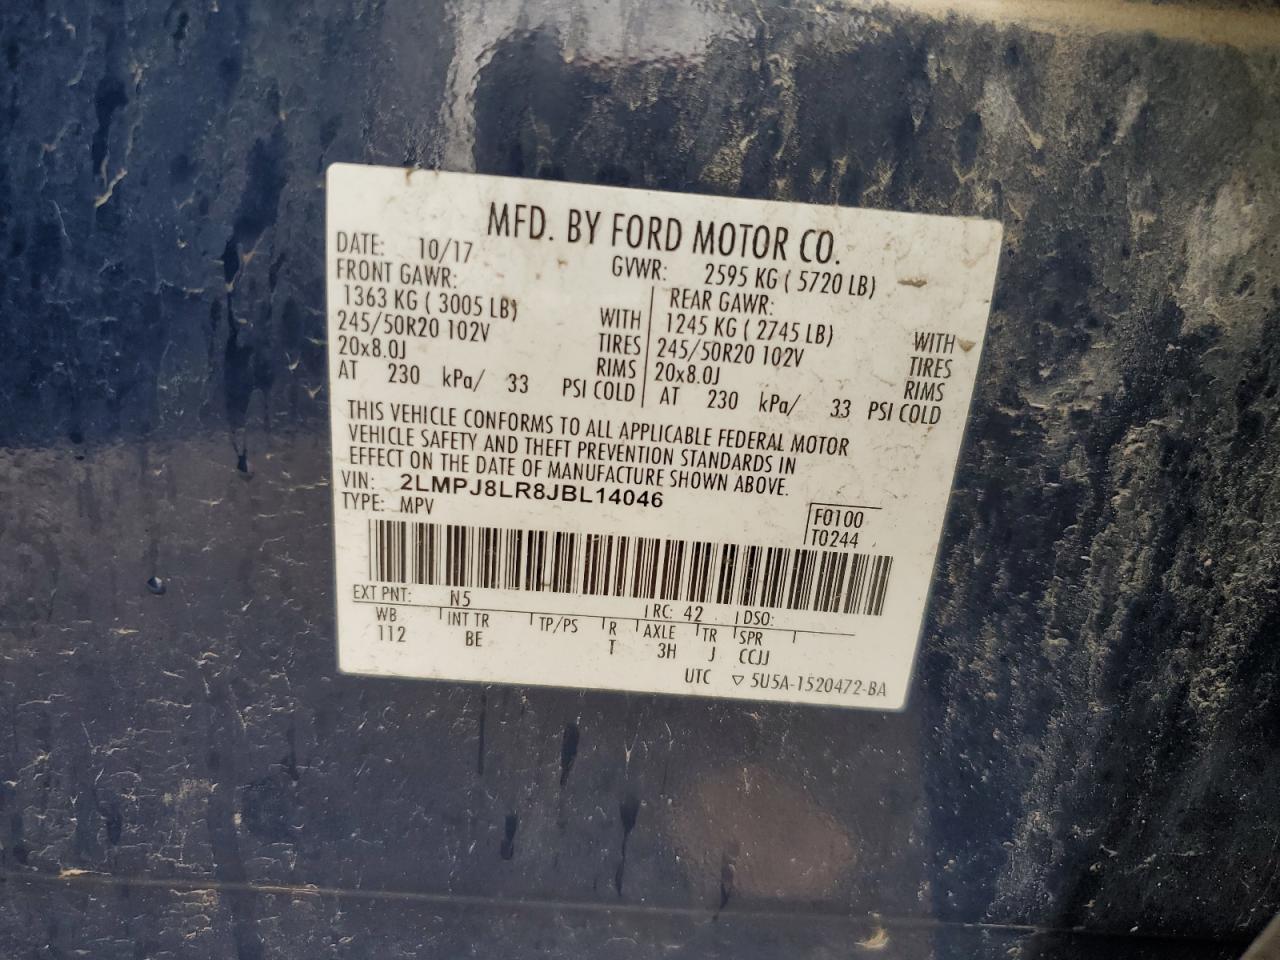 MFD. BY FORD MOTOR CO.
DATE: 10/17 GVWR: 2595 KG ( 5720 LB)
FRONT GAWR: REAR GAWR:
1363 KG ( 3005 LB) WITH 1245 KG ( 2745 LB) WITH
245/50R20 102V TIRES 245/50R20 102V TIRES
20x8.0J RIMS 20x8.0J RIMS
AT 230 kPa/ 33 PSI COLD AT 230 kPa/ 33 PSI COLD
THIS VEHICLE CONFORMS TO ALL APPLICABLE FEDERAL MOTOR
VEHICLE SAFETY AND THEFT PREVENTION STANDARDS IN
EFFECT ON THE DATE OF MANUFACTURE SHOWN ABOVE.
VIN: 2LMPJ8LR8JBL14046
TYPE: MPV F0100
T0244
EXT PNT: N5 RC: 42 DSO:
WB INT TR TP/PS R AXLE TR SPR
112 BE T 3H J CCJJ
UTC ▽ 5U5A-1520472-BA